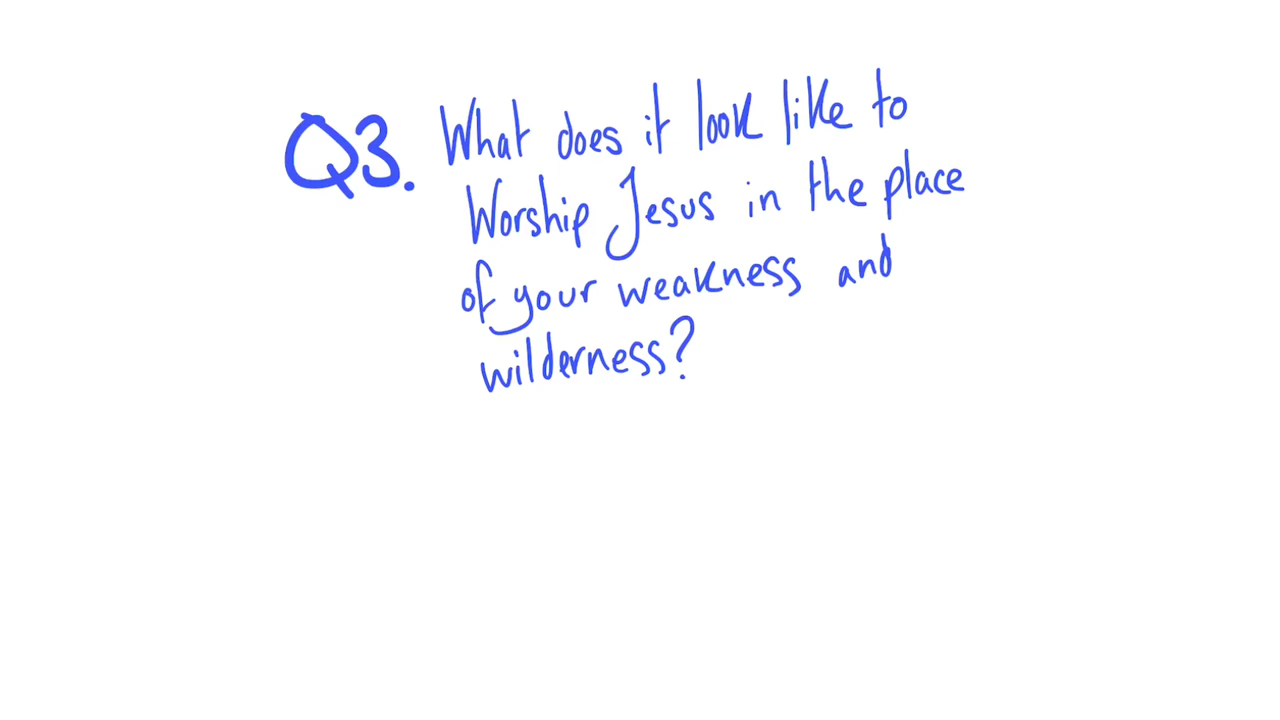 Q3. What does it look like to
Worship Jesus in the place
of your weakness and
wilderness?